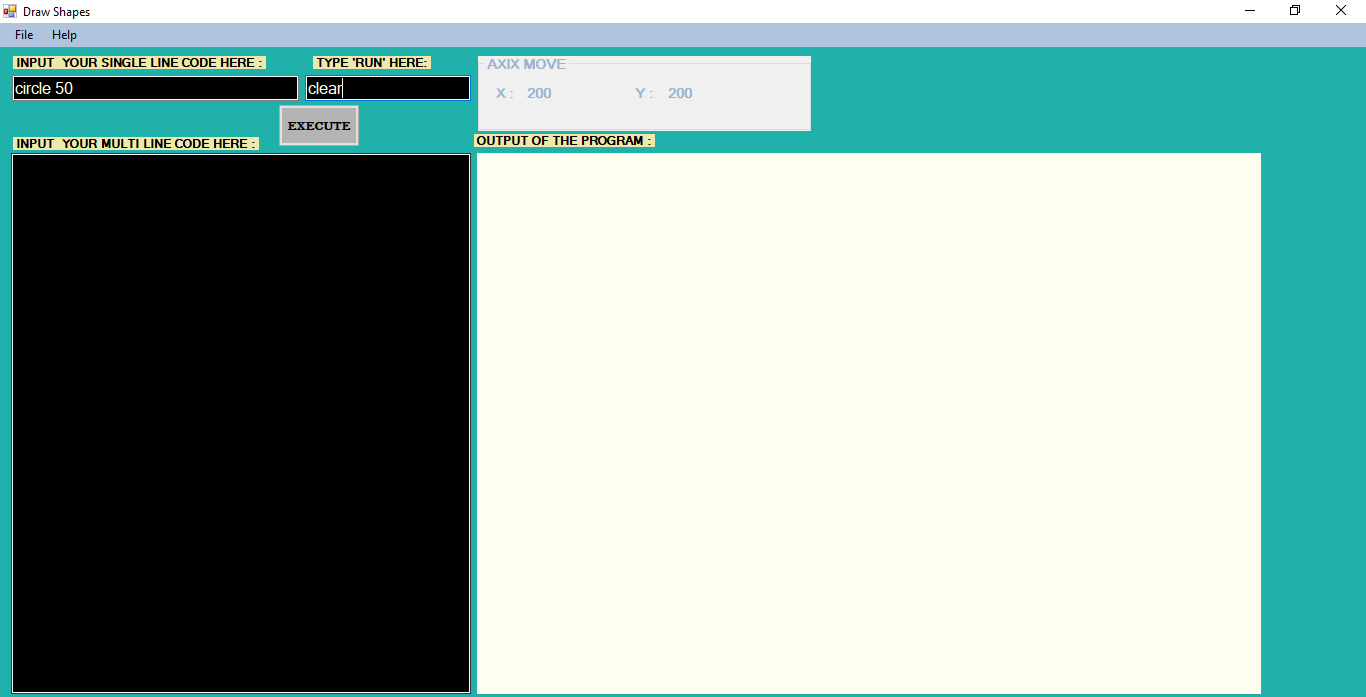 Draw Shapes
File Help
INPUT YOUR SINGLE LINE CODE HERE : TYPE 'RUN' HERE:
circle 50 clear
AXIX MOVE
X : 200 Y : 200
EXECUTE
INPUT YOUR MULTI LINE CODE HERE :
OUTPUT OF THE PROGRAM :